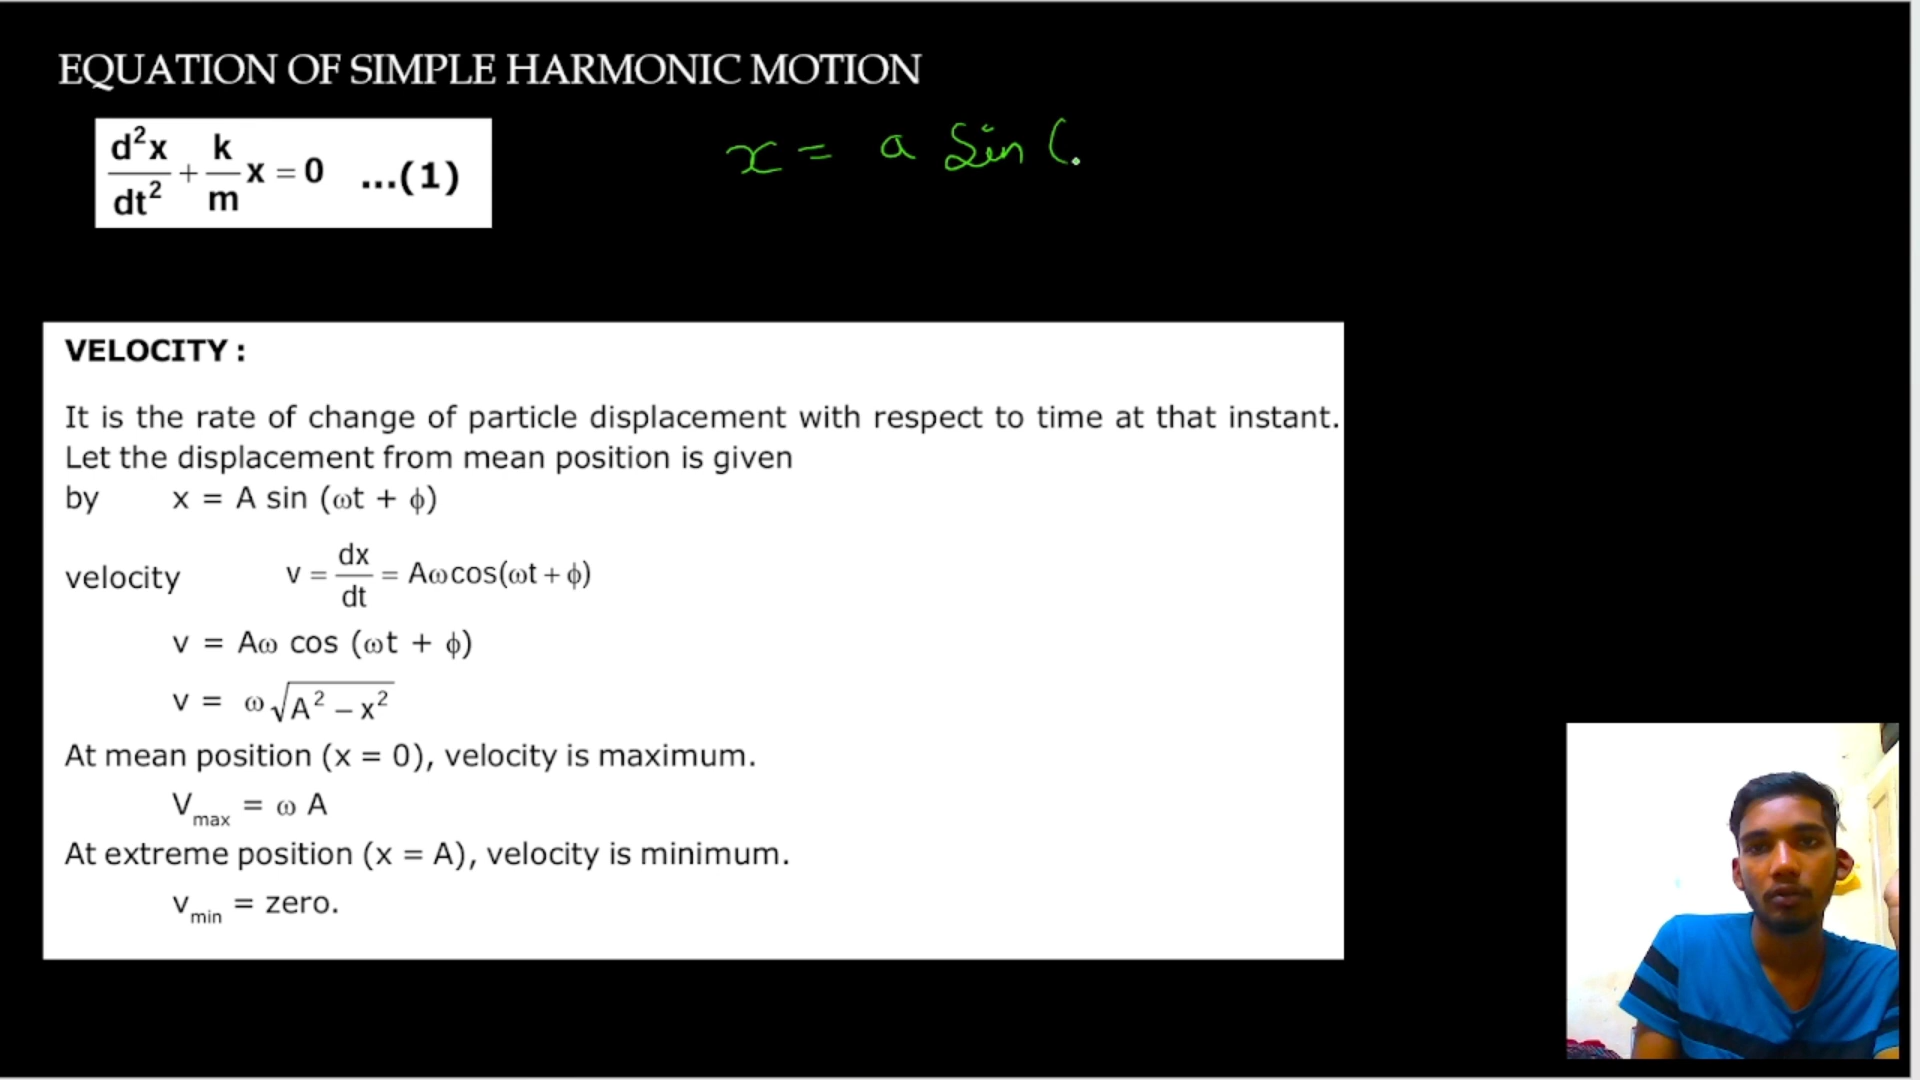 EQUATION OF SIMPLE HARMONIC MOTION
d²x/dt² + k/m x = 0 ...(1)
x = a Sin (
VELOCITY :
It is the rate of change of particle displacement with respect to time at that instant.
Let the displacement from mean position is given
by x = A sin (ωt + ϕ)
velocity v = dx/dt = Aωcos(ωt + ϕ)
v = Aω cos (ωt + ϕ)
v = ω√(A² – x²)
At mean position (x = 0), velocity is maximum.
V_max = ω A
At extreme position (x = A), velocity is minimum.
v_min = zero.